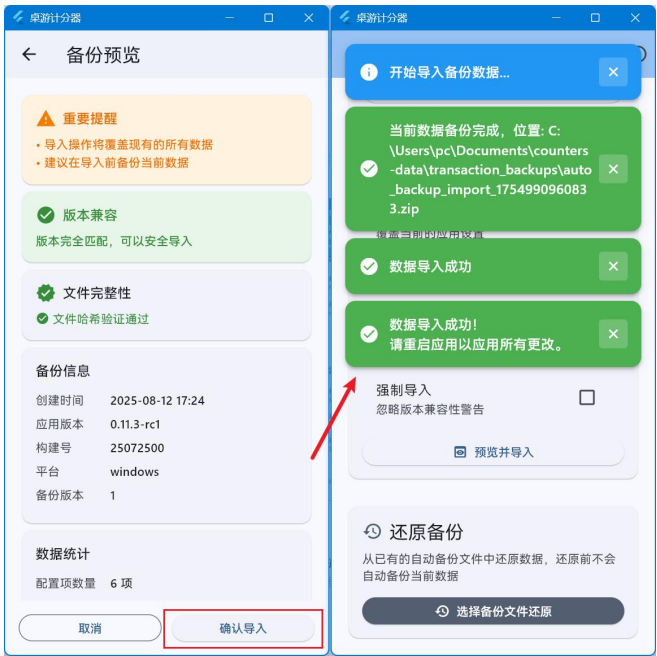 桌游计分器
备份预览
重要提醒
• 导入操作将覆盖现有的所有数据
• 建议在导入前备份当前数据
版本兼容
版本完全匹配，可以安全导入
文件完整性
文件哈希验证通过
备份信息
创建时间 2025-08-12 17:24
应用版本 0.11.3-rc1
构建号 25072500
平台 windows
备份版本 1
数据统计
配置项数量 6 项
取消
确认导入
桌游计分器
开始导入备份数据...
当前数据备份完成，位置: C:
\Users\pc\Documents\counters
-data\transaction_backups\auto
_backup_import_175499096083
3.zip
覆盖当前的应用设置
数据导入成功
数据导入成功!
请重启应用以应用所有更改。
强制导入
忽略版本兼容性警告
预览并导入
还原备份
从已有的自动备份文件中还原数据，还原前不会
自动备份当前数据
选择备份文件还原